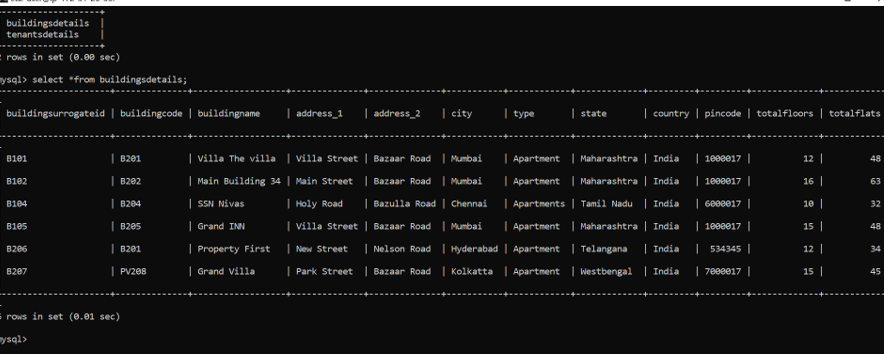 buildingsdetails |
tenantsdetails |
rows in set (0.00 sec)
mysql> select *from buildingsdetails;
buildingsurrogateid | buildingcode | buildingname | address_1 | address_2 | city | type | state | country | pincode | totalfloors | totalflats
B101 | B201 | Villa The villa | Villa Street | Bazaar Road | Mumbai | Apartment | Maharashtra | India | 1000017 | 12 | 48
B102 | B202 | Main Building 34 | Main Street | Bazaar Road | Mumbai | Apartment | Maharashtra | India | 1000017 | 16 | 63
B104 | B204 | SSN Nivas | Holy Road | Bazulla Road | Chennai | Apartments | Tamil Nadu | India | 6000017 | 10 | 32
B105 | B205 | Grand INN | Villa Street | Bazaar Road | Mumbai | Apartment | Maharashtra | India | 1000017 | 15 | 48
B206 | B201 | Property First | New Street | Nelson Road | Hyderabad | Apartment | Telangana | India | 534345 | 12 | 34
B207 | PV208 | Grand Villa | Park Street | Bazaar Road | Kolkatta | Apartment | Westbengal | India | 7000017 | 15 | 45
rows in set (0.01 sec)
mysql>